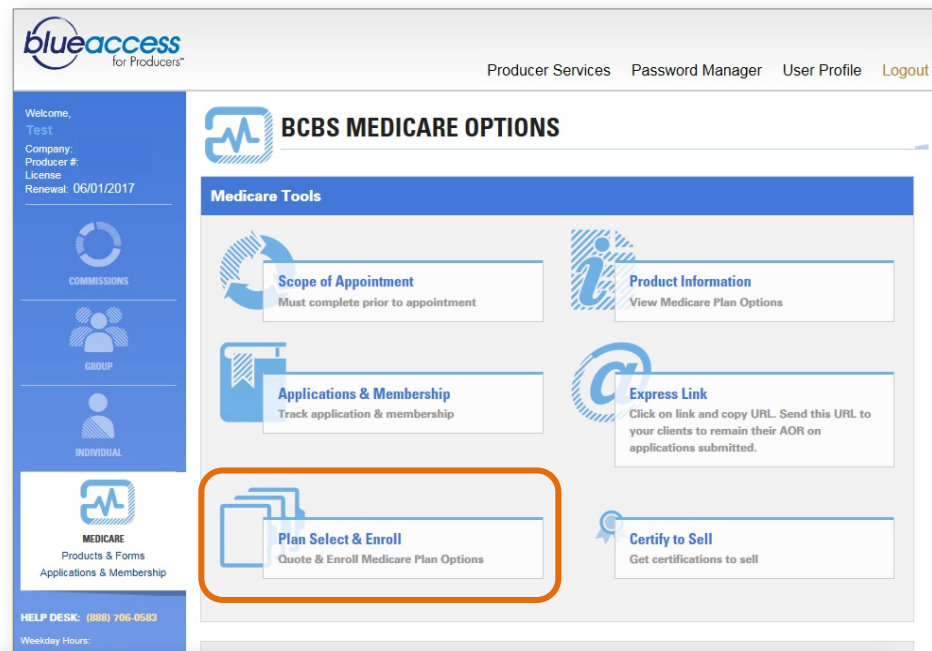 blueaccess
for Producers℠
Producer Services Password Manager User Profile Logout
Welcome,
Test
Company:
Producer #:
License
Renewal: 06/01/2017
COMMISSIONS
GROUP
INDIVIDUAL
MEDICARE
Products & Forms
Applications & Membership
HELP DESK: (888) 706-0583
Weekday Hours:
BCBS MEDICARE OPTIONS
Medicare Tools
Scope of Appointment
Must complete prior to appointment
Product Information
View Medicare Plan Options
Applications & Membership
Track application & membership
Express Link
Click on link and copy URL. Send this URL to
your clients to remain their AOR on
applications submitted.
Plan Select & Enroll
Quote & Enroll Medicare Plan Options
Certify to Sell
Get certifications to sell